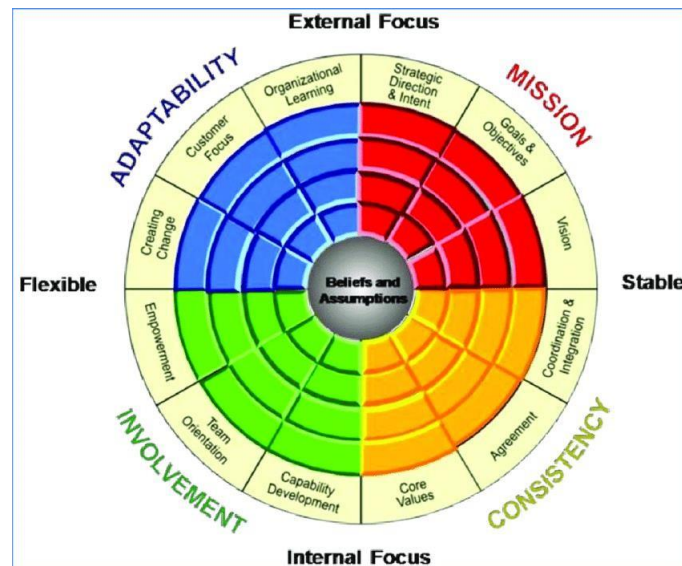 External Focus
ADAPTABILITY
MISSION
Organizational
Learning
Strategic
Direction
& Intent
Customer
Focus
Goals &
Objectives
Creating
Change
Vision
Flexible
Beliefs and
Assumptions
Stable
Empowerment
Coordination &
Integration
Team
Orientation
Agreement
Capability
Development
Core
Values
INVOLVEMENT
CONSISTENCY
Internal Focus